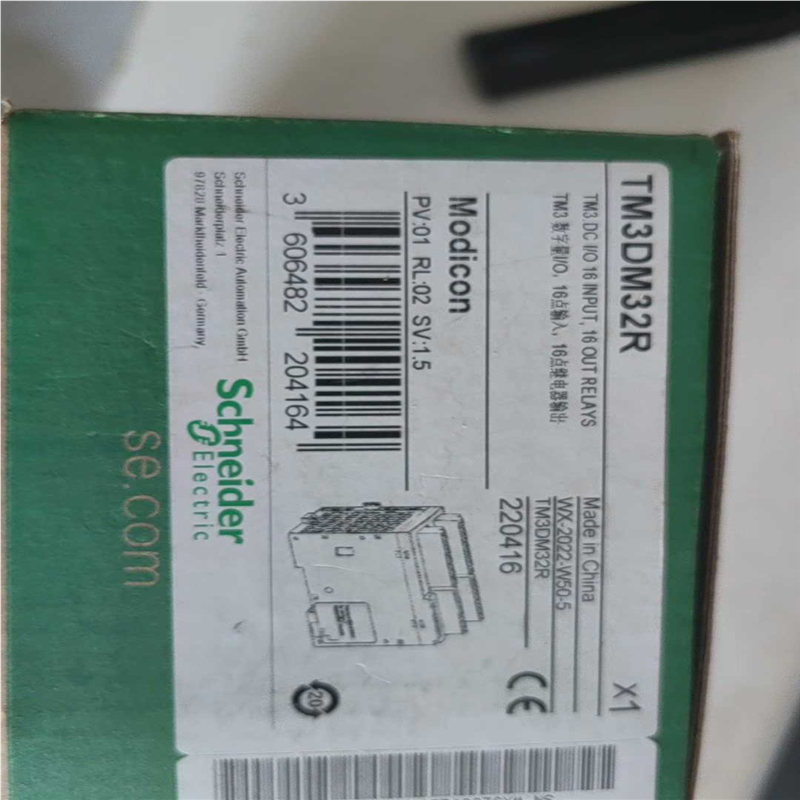 TM3DM32R
X1
TM3 DC I/O 16 INPUT, 16 OUT RELAYS
TM3 数字量I/O, 16点输入, 16点继电器输出
Made in China
WX-2022-W50-5
TM3DM32R
220416
Modicon
PV:01 RL:02 SV:1.5
3 606482 204164
20
CE
Schneider Electric Automation GmbH
Schneiderplatz 1
97828 Marktheidenfeld - Germany
Schneider
Electric
se.com